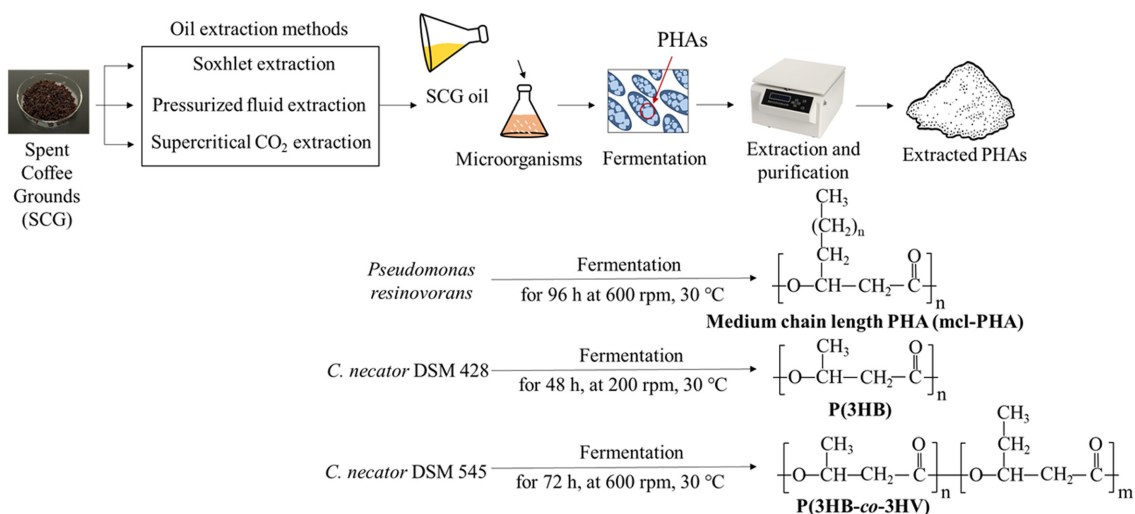 Oil extraction methods
Soxhlet extraction
Pressurized fluid extraction
Supercritical CO₂ extraction
Spent
Coffee
Grounds
(SCG)
SCG oil
Microorganisms
PHAs
Fermentation
Extraction and
purification
Extracted PHAs
Pseudomonas
resinovorans
Fermentation
for 96 h at 600 rpm, 30 °C
CH₃
(CH₂)ₙ
CH₂
O
O—CH—CH₂—C
n
Medium chain length PHA (mcl-PHA)
C. necator DSM 428
Fermentation
for 48 h, at 200 rpm, 30 °C
CH₃ O
O—CH—CH₂—C
n
P(3HB)
C. necator DSM 545
Fermentation
for 72 h, at 600 rpm, 30 °C
CH₃
CH₃ O CH₂ O
O—CH—CH₂—C O—CH—CH₂—C
n m
P(3HB-co-3HV)